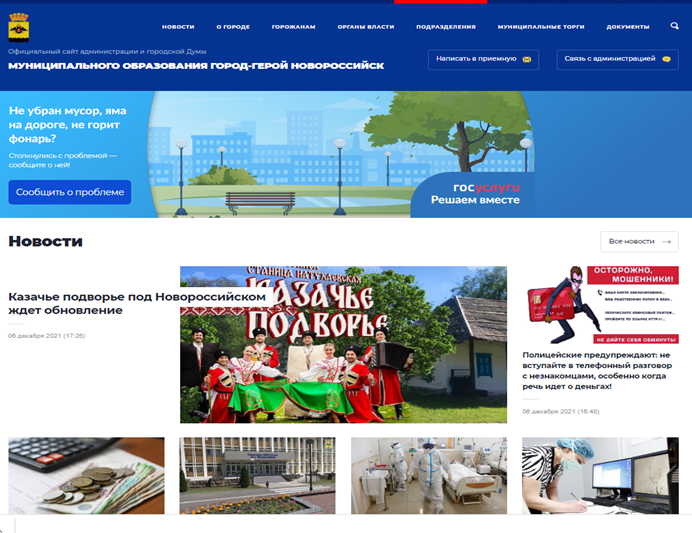 НОВОСТИ
О ГОРОДЕ
ГОРОЖАНАМ
ОРГАНЫ ВЛАСТИ
ПОДРАЗДЕЛЕНИЯ
МУНИЦИПАЛЬНЫЕ ТОРГИ
ДОКУМЕНТЫ
Официальный сайт администрации и городской Думы
МУНИЦИПАЛЬНОГО ОБРАЗОВАНИЯ ГОРОД-ГЕРОЙ НОВОРОССИЙСК
Написать в приемную
Связь с администрацией
Не убран мусор, яма
на дороге, не горит
фонарь?
Столкнулись с проблемой —
сообщите о ней!
Сообщить о проблеме
госуслуги
Решаем вместе
Новости
Все новости
Казачье подворье под Новороссийском
ждет обновление
06 декабря 2021 (17:26)
СТАНИЦА НАТУХАЕВСКАЯ
КАЗАЧЬЕ
ПОДВОРЬЕ
ОСТОРОЖНО,
МОШЕННИКИ!
НЕ ДАЙТЕ СЕБЯ ОБМАНУТЬ!
Полицейские предупреждают: не
вступайте в телефонный разговор
с незнакомцами, особенно когда
речь идет о деньгах!
06 декабря 2021 (16:48)